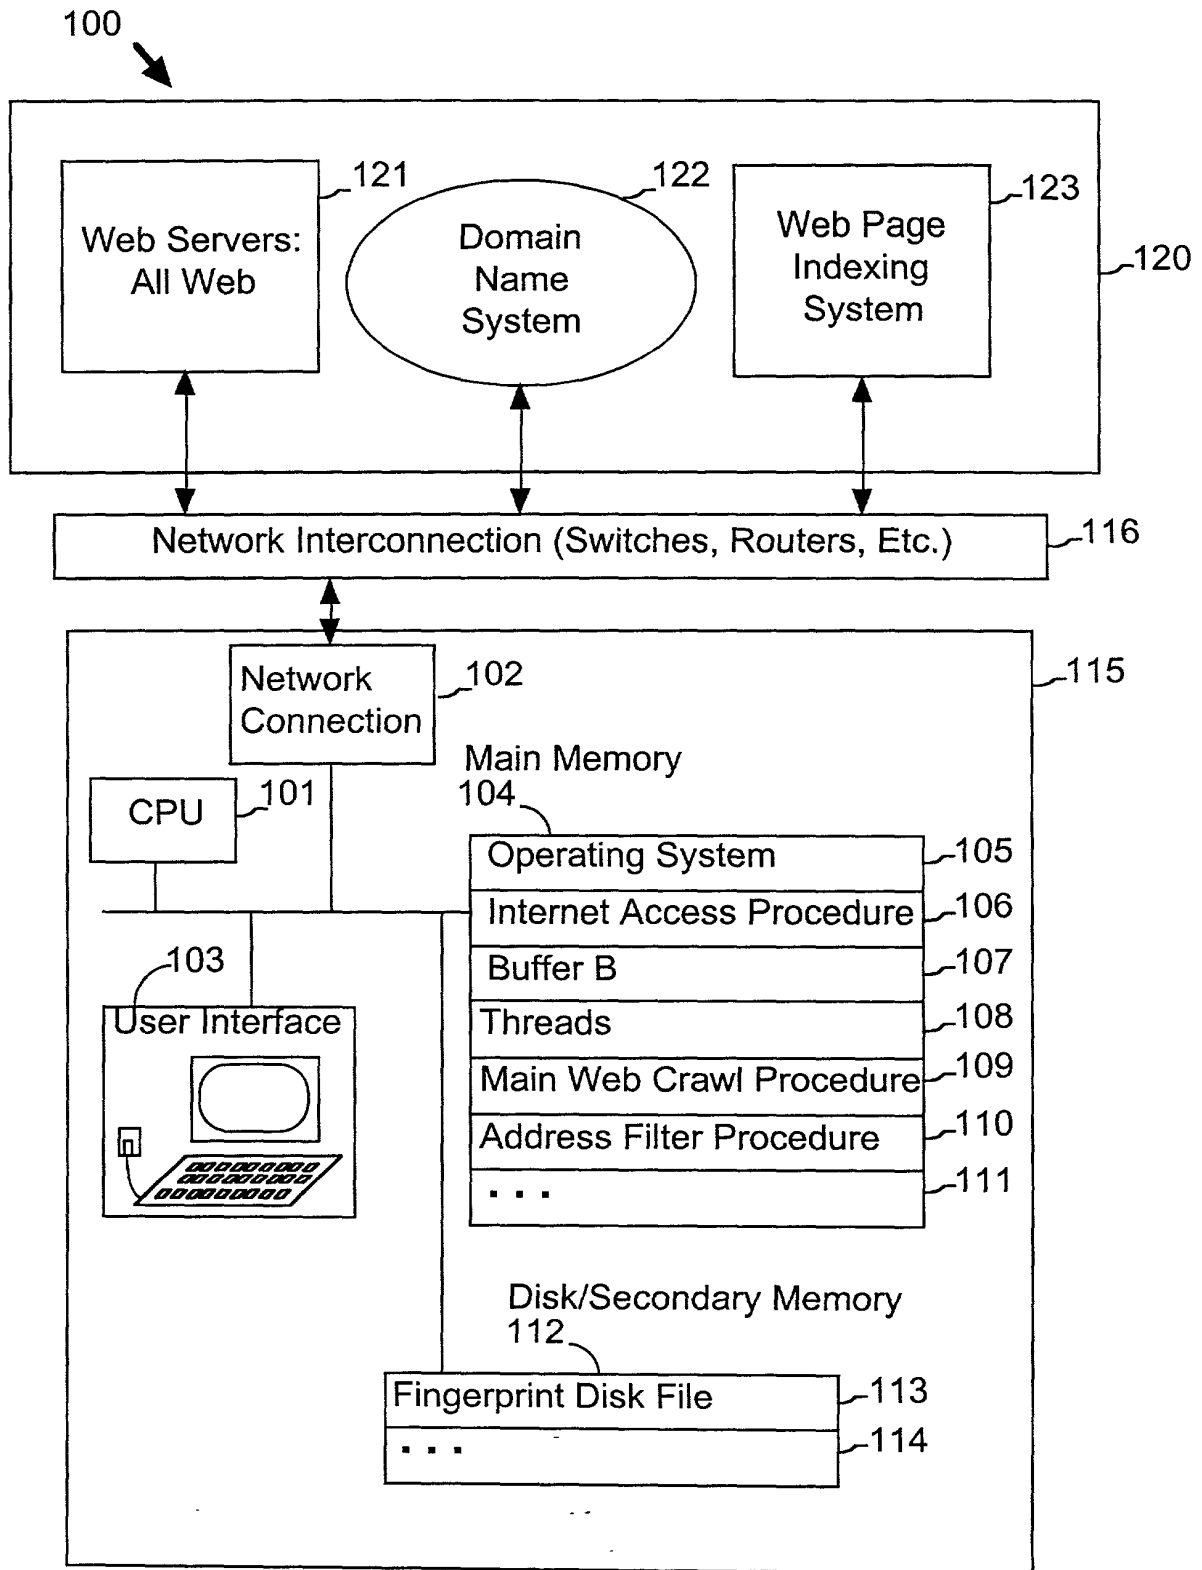 100
121
Web Servers:
All Web
122
Domain
Name
System
123
Web Page
Indexing
System
120
Network Interconnection (Switches, Routers, Etc.)
116
115
Network
Connection
102
CPU
101
Main Memory
104
Operating System
105
Internet Access Procedure
106
Buffer B
107
Threads
108
Main Web Crawl Procedure
109
Address Filter Procedure
110
. . .
111
103
User Interface
Disk/Secondary Memory
112
Fingerprint Disk File
113
. . .
114